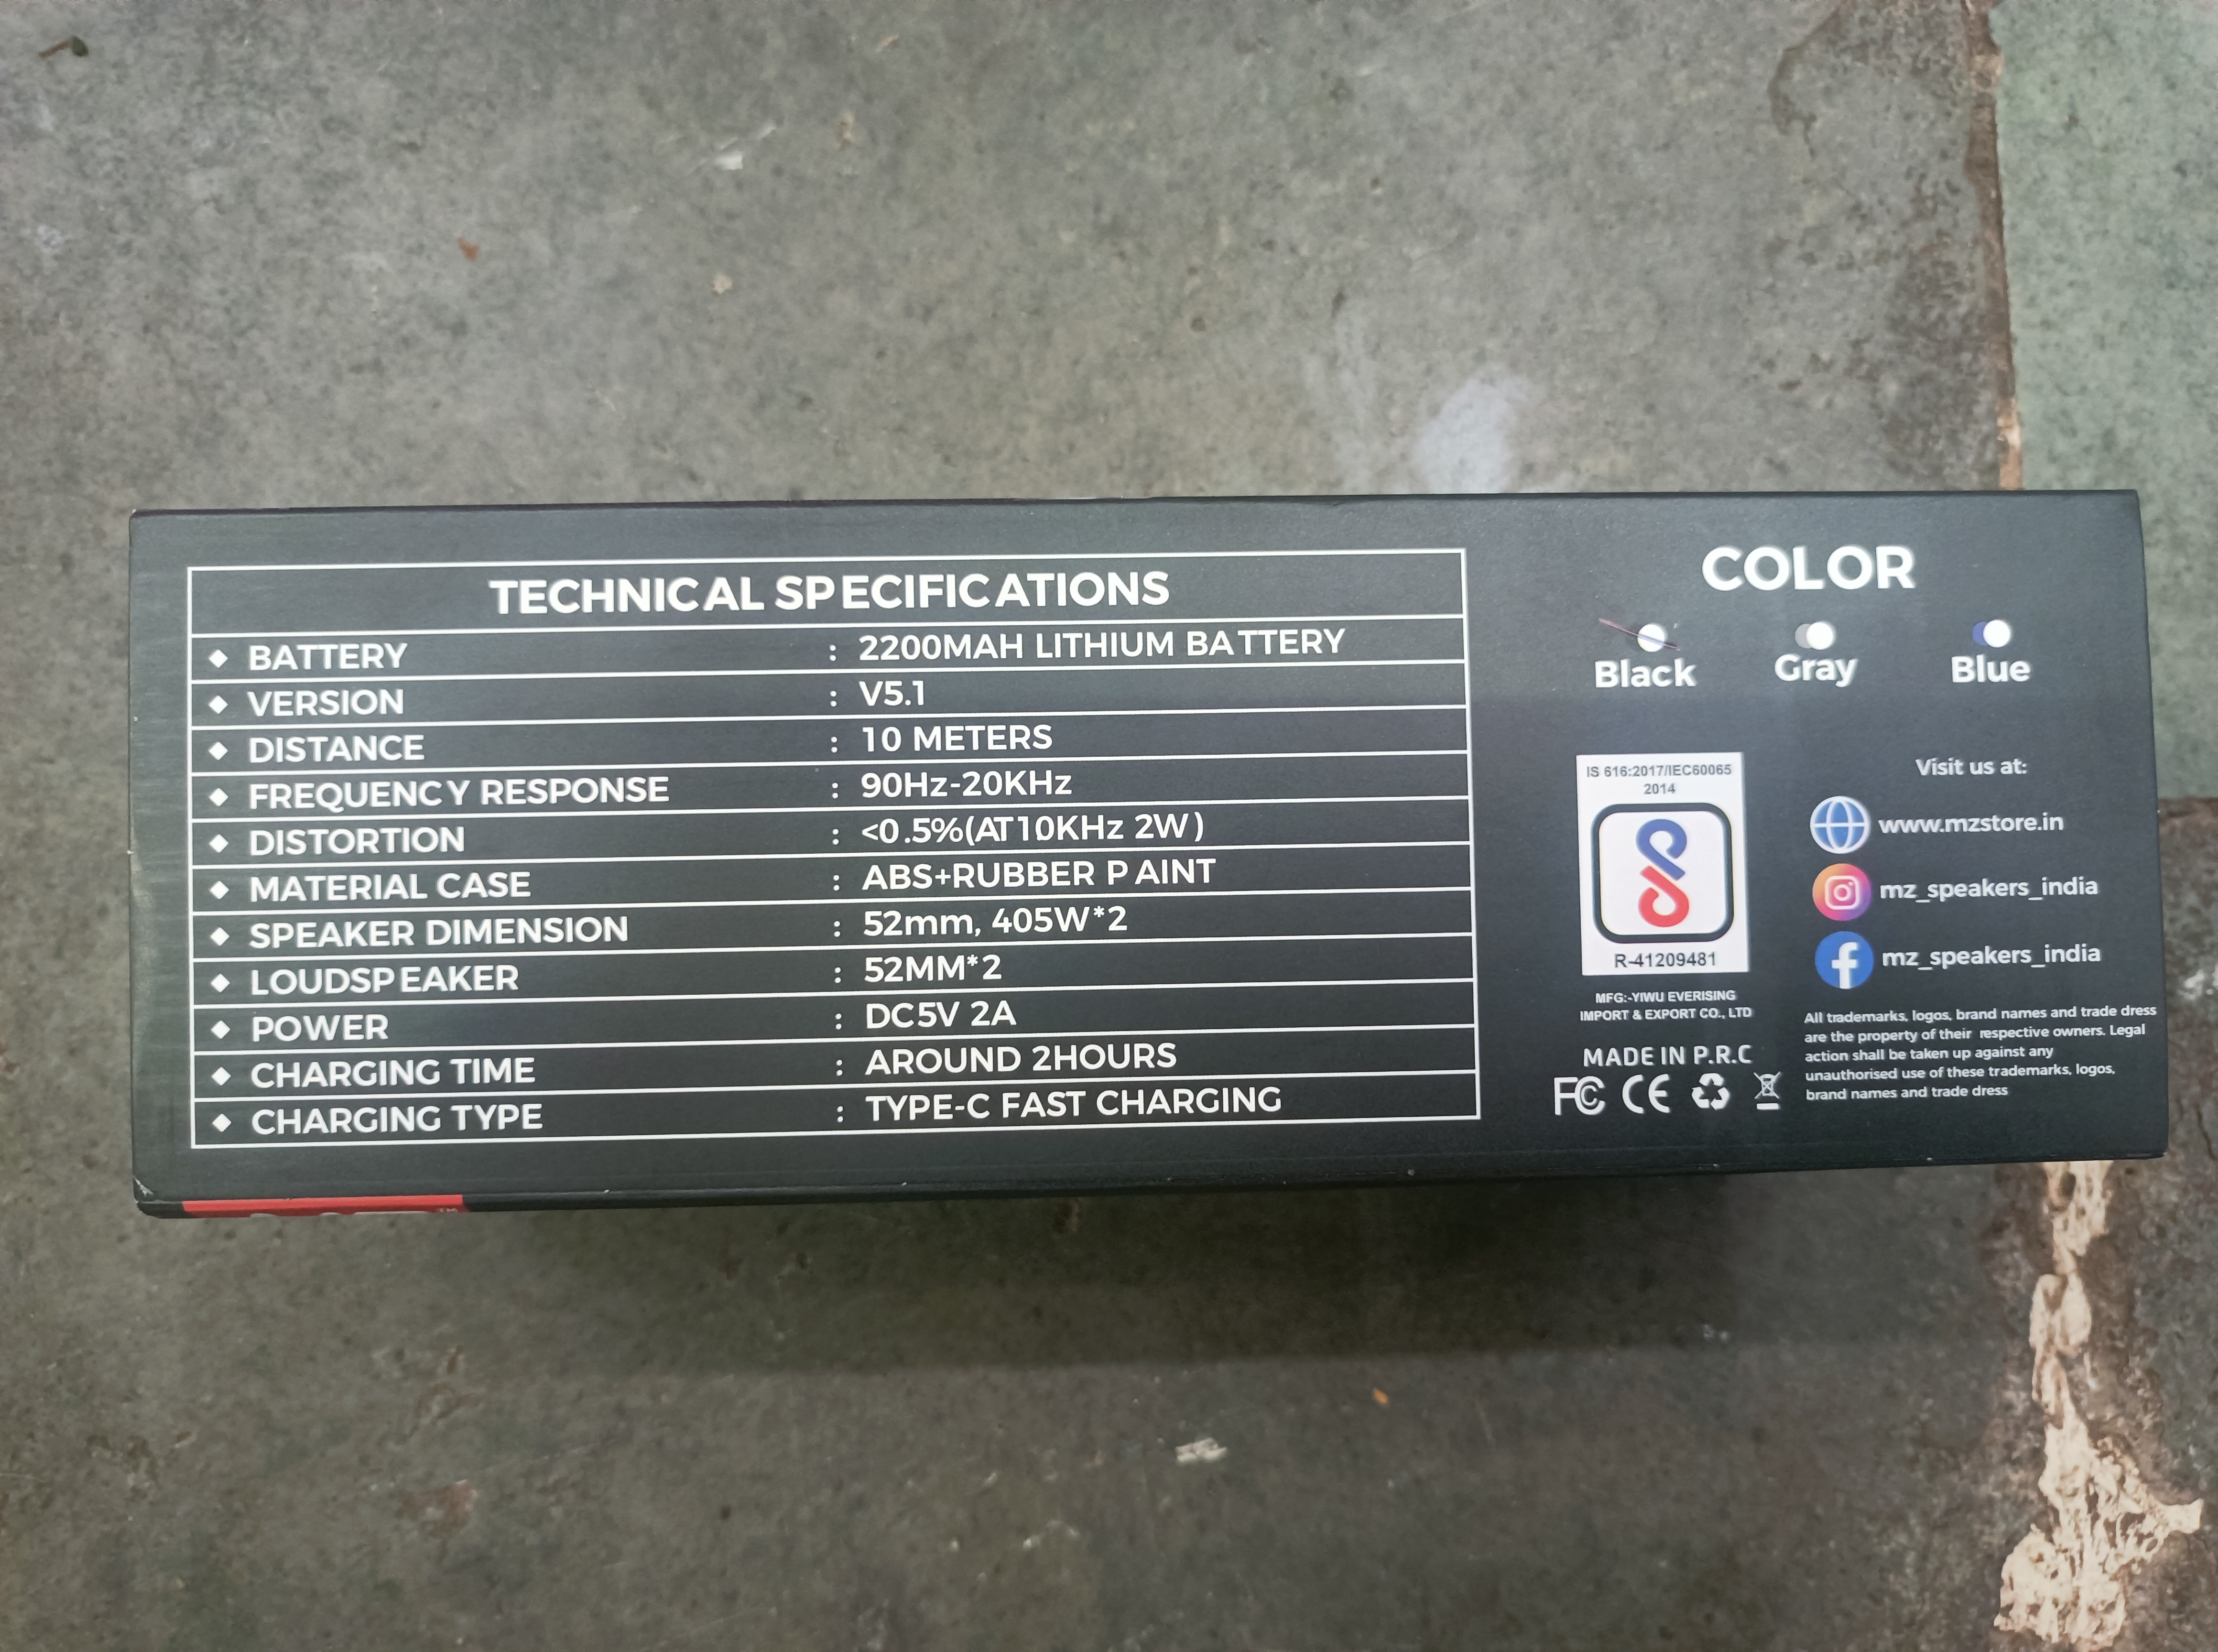 TECHNICAL SPECIFICATIONS
◆ BATTERY : 2200MAH LITHIUM BATTERY
◆ VERSION : V5.1
◆ DISTANCE : 10 METERS
◆ FREQUENCY RESPONSE : 90Hz-20KHz
◆ DISTORTION : <0.5%(AT10KHz 2W)
◆ MATERIAL CASE : ABS+RUBBER PAINT
◆ SPEAKER DIMENSION : 52mm, 405W*2
◆ LOUDSPEAKER : 52MM*2
◆ POWER : DC5V 2A
◆ CHARGING TIME : AROUND 2HOURS
◆ CHARGING TYPE : TYPE-C FAST CHARGING
COLOR
Black Gray Blue
IS 616:2017/IEC60065
2014
R-41209481
MFG:-YIWU EVERISING
IMPORT & EXPORT CO., LTD
MADE IN P.R.C
FC CE
Visit us at:
www.mzstore.in
mz_speakers_india
mz_speakers_india
All trademarks, logos, brand names and trade dress
are the property of their respective owners. Legal
action shall be taken up against any
unauthorised use of these trademarks, logos,
brand names and trade dress
TM